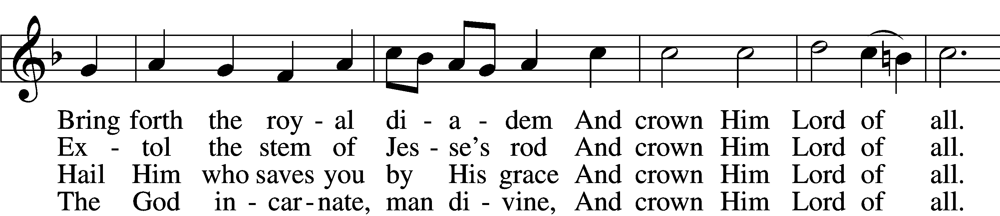 Bring forth the roy - al di - a - dem And crown Him Lord of all.
Ex - tol the stem of Jes - se's rod And crown Him Lord of all.
Hail Him who saves you by His grace And crown Him Lord of all.
The God in - car - nate, man di - vine, And crown Him Lord of all.